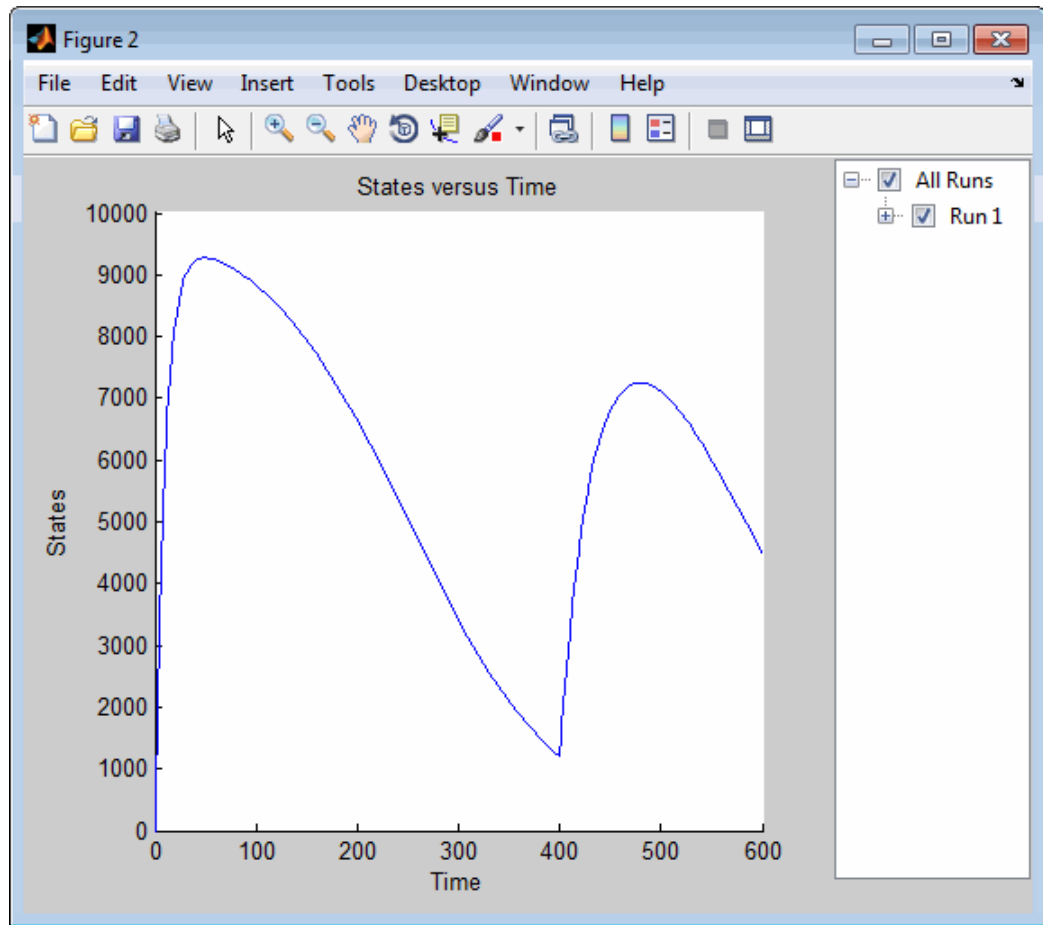 Figure 2
File Edit View Insert Tools Desktop Window Help
States versus Time
All Runs
Run 1
10000
9000
8000
7000
6000
5000
4000
3000
2000
1000
0
States
0 100 200 300 400 500 600
Time